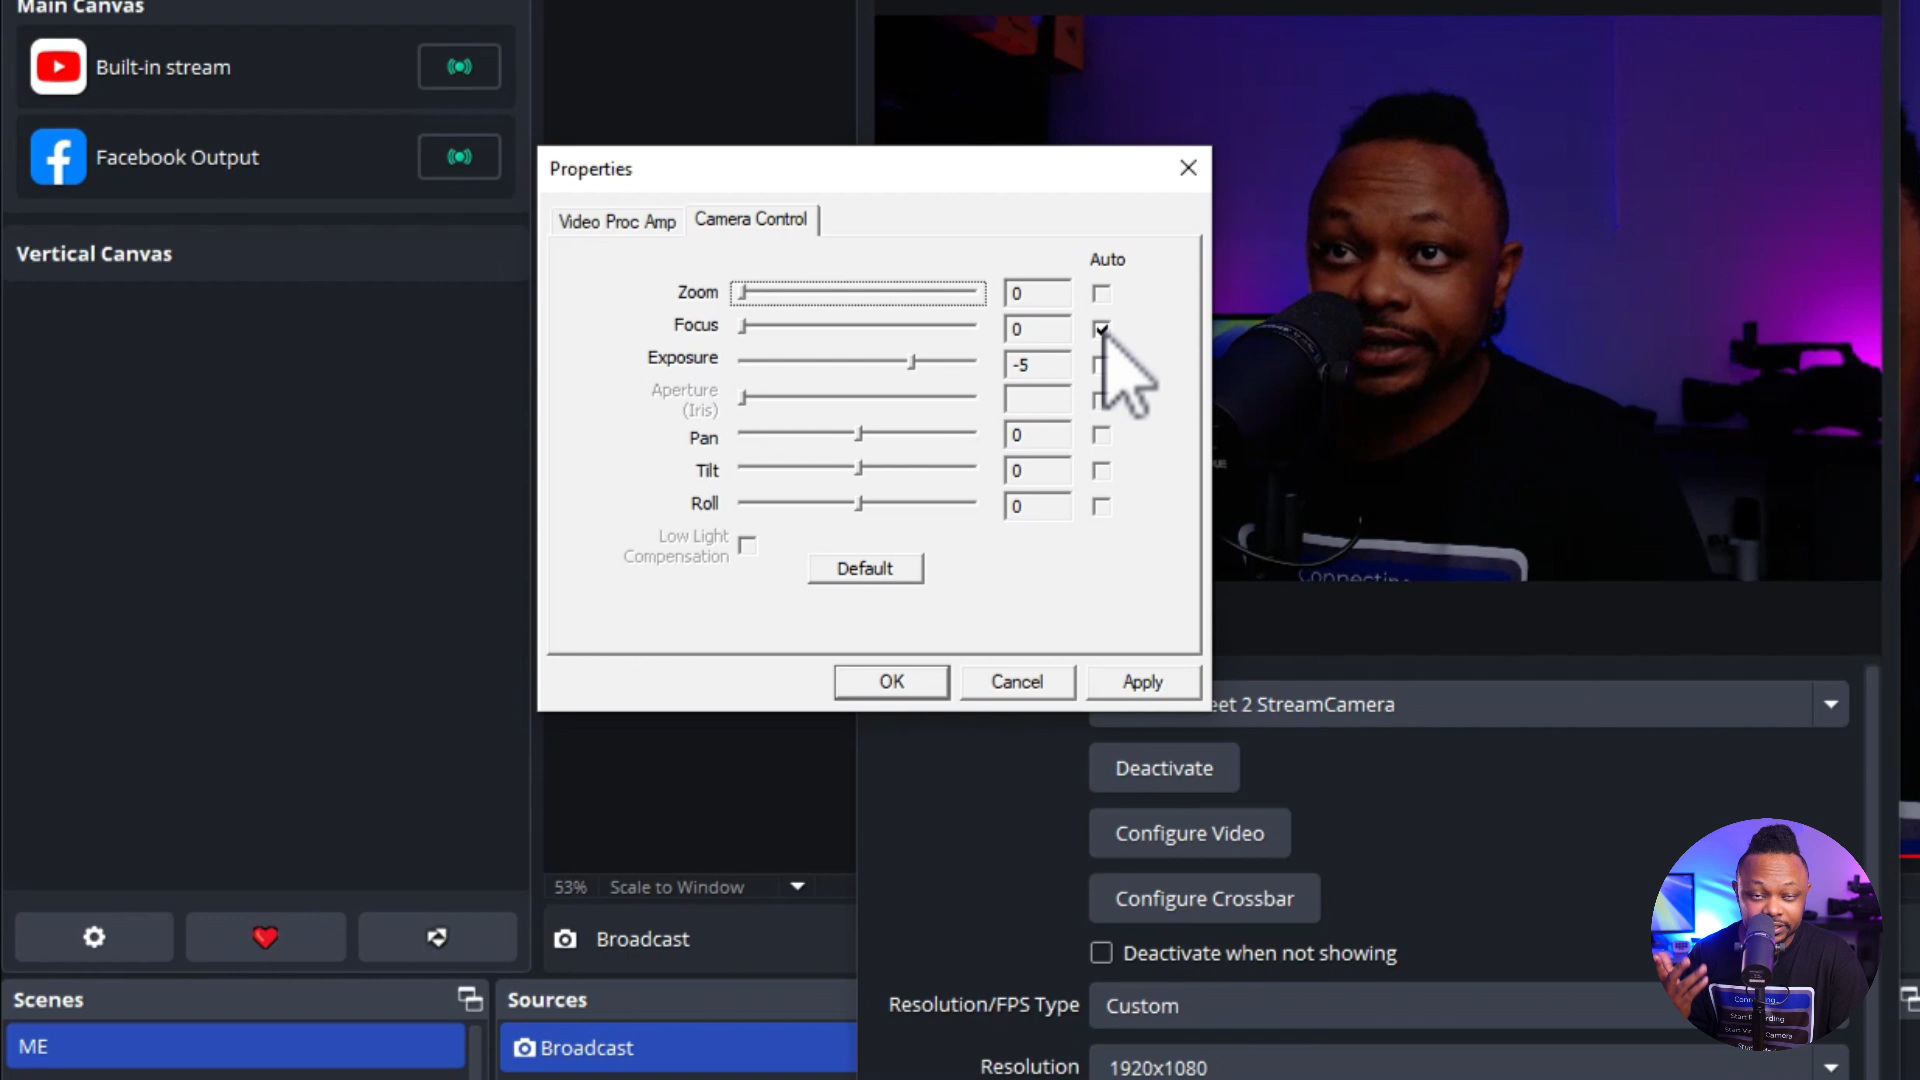 Main Canvas
Built-in stream
Facebook Output
Vertical Canvas
Properties
Video Proc Amp
Camera Control
Auto
Zoom
0
Focus
0
Exposure
-5
Aperture
(Iris)
Pan
0
Tilt
0
Roll
0
Low Light
Compensation
Default
OK
Cancel
Apply
Connecting
eet 2 StreamCamera
Deactivate
Configure Video
Configure Crossbar
Deactivate when not showing
53%
Scale to Window
Broadcast
Resolution/FPS Type
Custom
Resolution
1920x1080
Scenes
ME
Sources
Broadcast